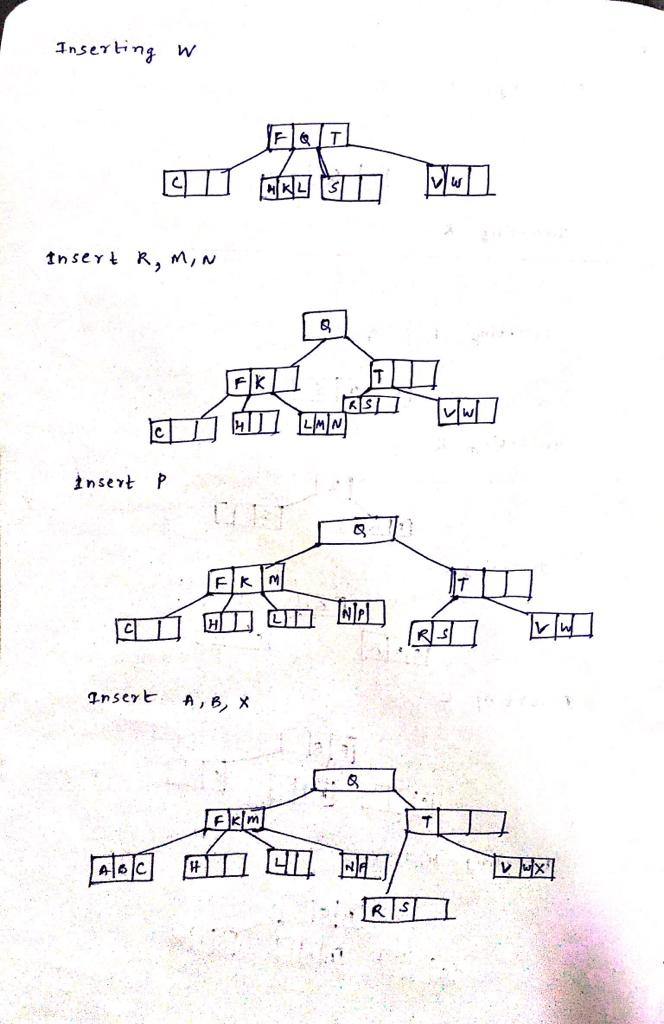 Inserting W
F Q T
C H K L S V W
Insert R, M, N
Q
F K T
C H L M N R S V W
Insert P
Q
F K M T
C H L N P R S V W
Insert A, B, X
Q
F K M T
A B C H L N P V W X
R S